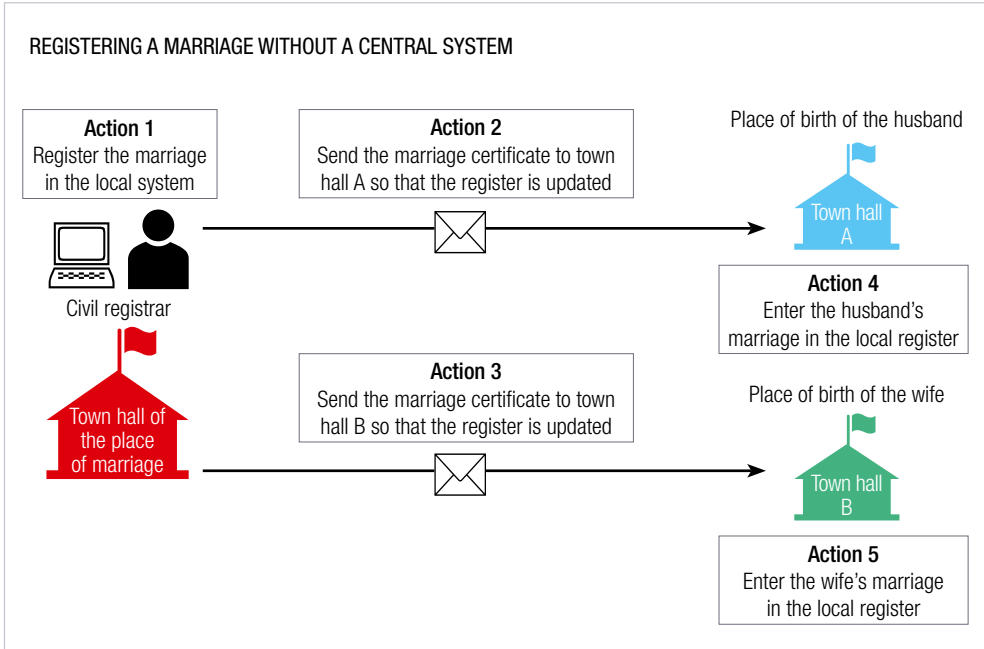 REGISTERING A MARRIAGE WITHOUT A CENTRAL SYSTEM
Action 1
Register the marriage
in the local system
Civil registrar
Town hall of
the place
of marriage
Action 2
Send the marriage certificate to town
hall A so that the register is updated
Place of birth of the husband
Town hall
A
Action 4
Enter the husband’s
marriage in the local register
Action 3
Send the marriage certificate to town
hall B so that the register is updated
Place of birth of the wife
Town hall
B
Action 5
Enter the wife’s marriage
in the local register